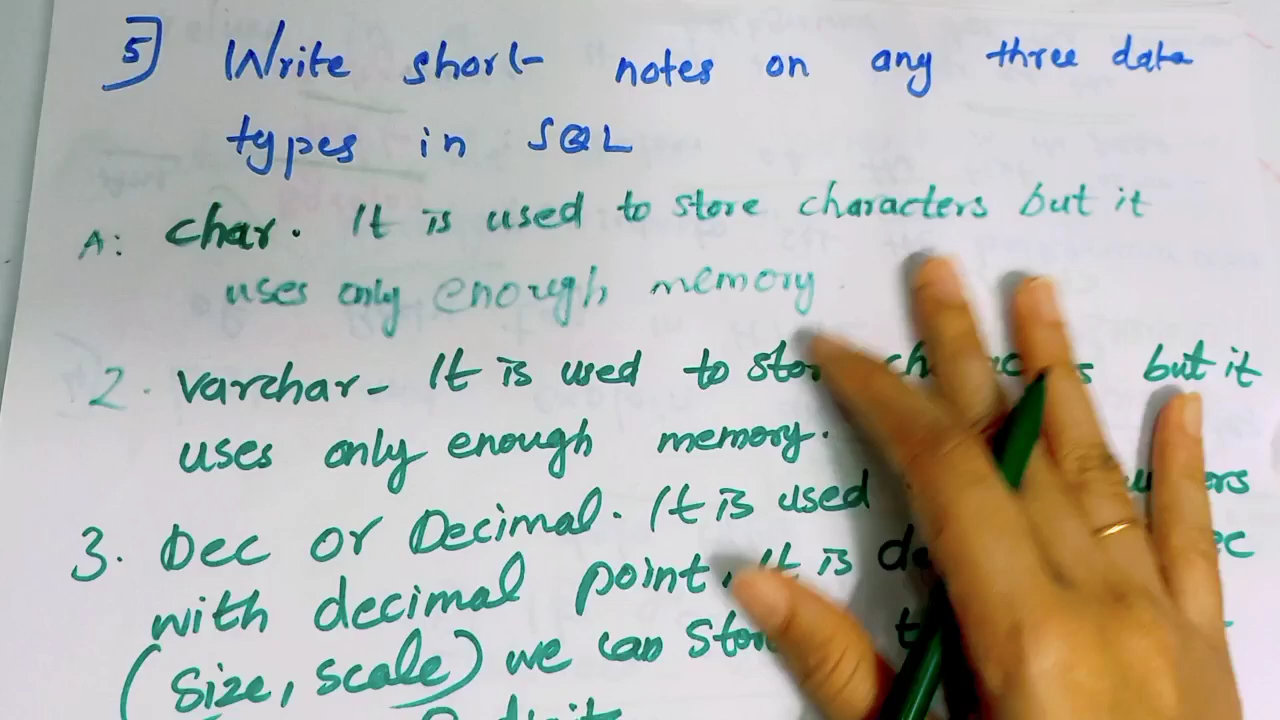 5] Write short notes on any three data
types in SQL
A: char. It is used to store characters but it
uses only enough memory
2. varchar- It is used to but it
uses only enough memory.
3. Dec or Decimal. It is used
with decimal point. It is
(size, scale) we can